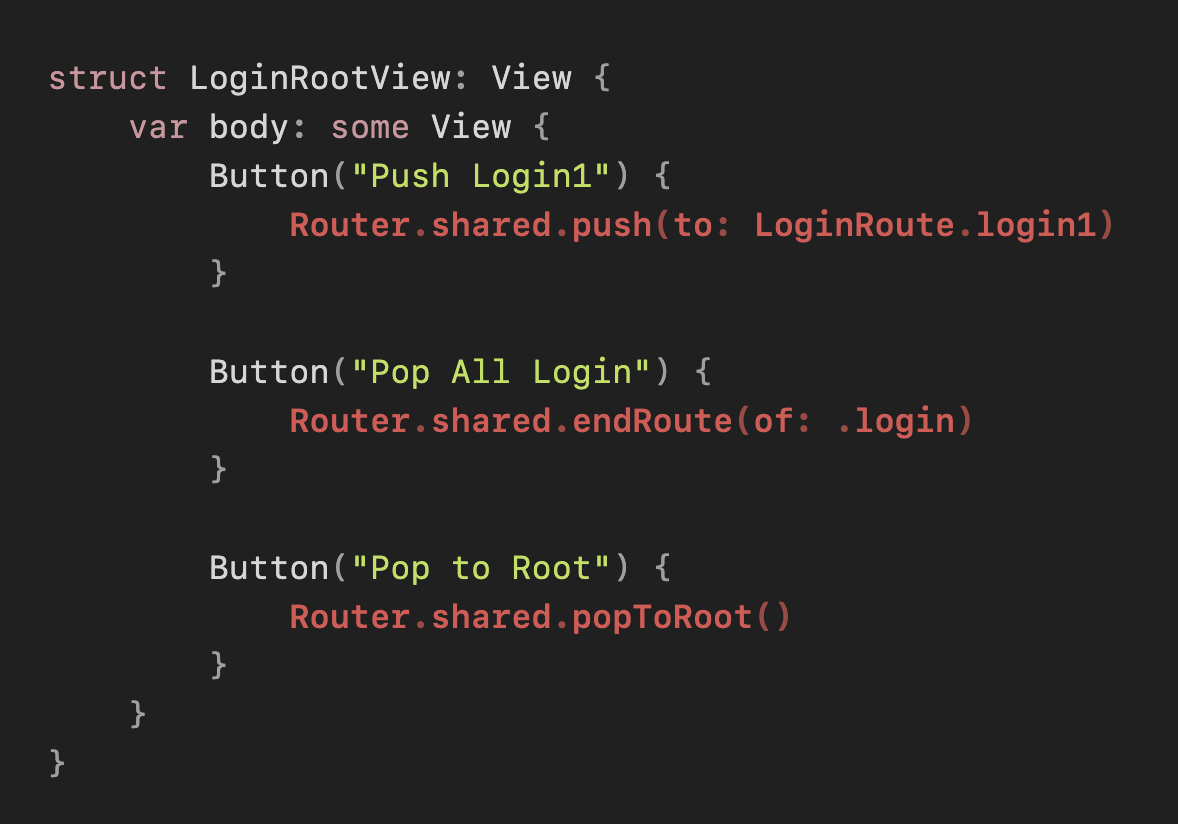 struct LoginRootView: View {
    var body: some View {
        Button("Push Login1") {
            Router.shared.push(to: LoginRoute.login1)
        }

        Button("Pop All Login") {
            Router.shared.endRoute(of: .login)
        }

        Button("Pop to Root") {
            Router.shared.popToRoot()
        }
    }
}